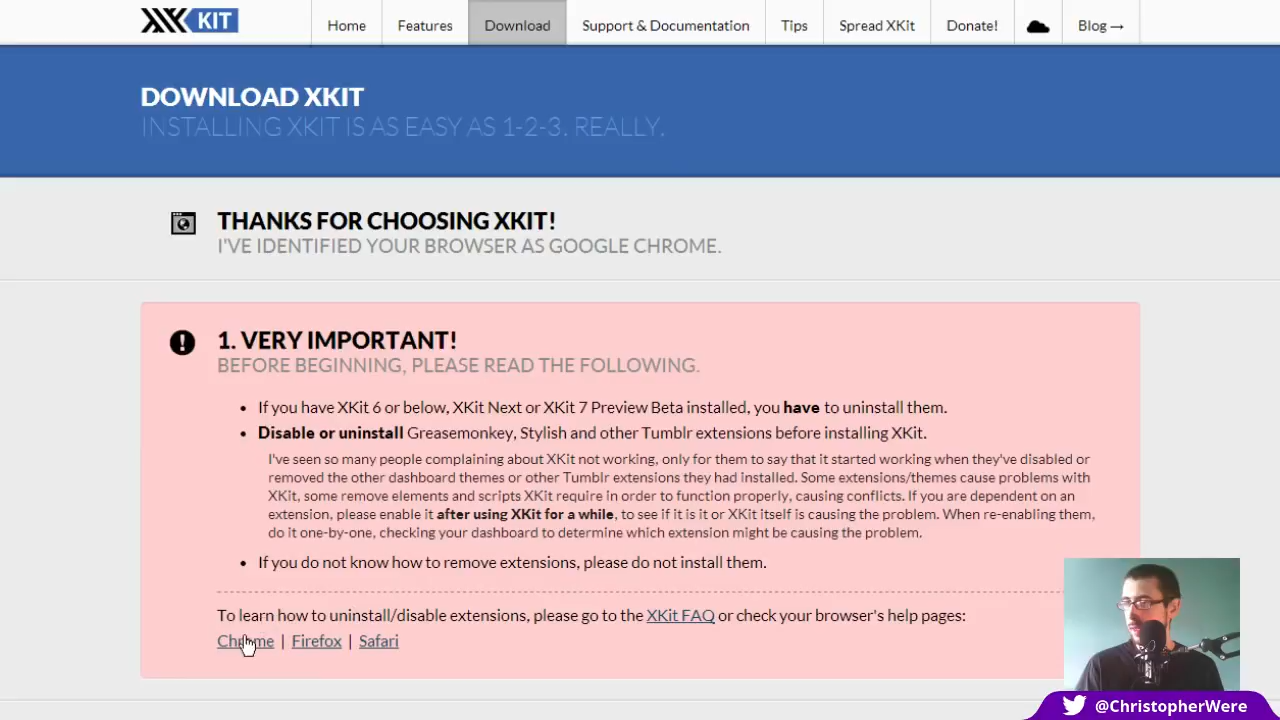 XKIT
Home
Features
Download
Support & Documentation
Tips
Spread XKit
Donate!
Blog →
DOWNLOAD XKIT
INSTALLING XKIT IS AS EASY AS 1-2-3. REALLY.
THANKS FOR CHOOSING XKIT!
I'VE IDENTIFIED YOUR BROWSER AS GOOGLE CHROME.
1. VERY IMPORTANT!
BEFORE BEGINNING, PLEASE READ THE FOLLOWING.
• If you have XKit 6 or below, XKit Next or XKit 7 Preview Beta installed, you have to uninstall them.
• Disable or uninstall Greasemonkey, Stylish and other Tumblr extensions before installing XKit.
I've seen so many people complaining about XKit not working, only for them to say that it started working when they've disabled or
removed the other dashboard themes or other Tumblr extensions they had installed. Some extensions/themes cause problems with
XKit, some remove elements and scripts XKit require in order to function properly, causing conflicts. If you are dependent on an
extension, please enable it after using XKit for a while, to see if it is it or XKit itself is causing the problem. When re-enabling them,
do it one-by-one, checking your dashboard to determine which extension might be causing the problem.
• If you do not know how to remove extensions, please do not install them.
To learn how to uninstall/disable extensions, please go to the XKit FAQ or check your browser's help pages:
Chrome | Firefox | Safari
@ChristopherWere